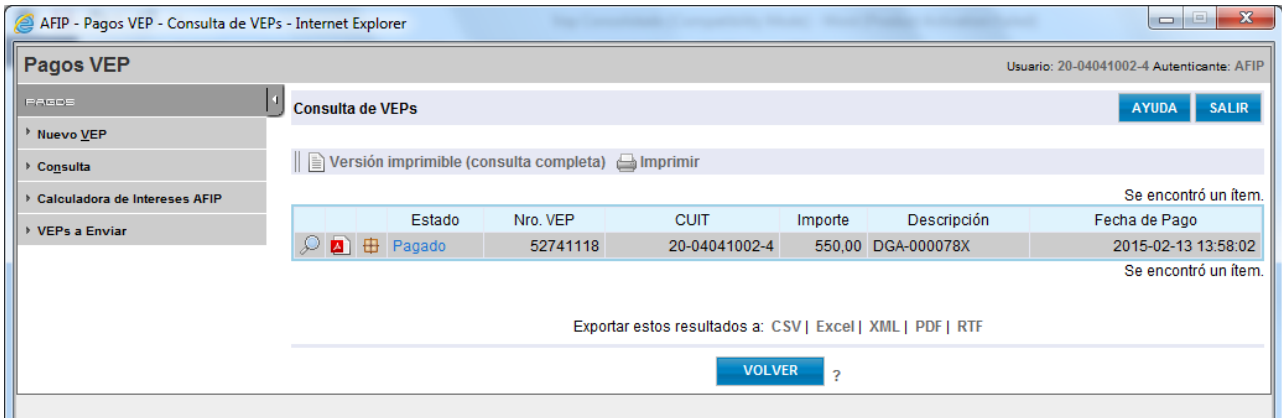 AFIP - Pagos VEP - Consulta de VEPs - Internet Explorer
Pagos VEP
Usuario: 20-04041002-4 Autenticante: AFIP
PAGOS
Nuevo VEP
Consulta
Calculadora de Intereses AFIP
VEPs a Enviar
Consulta de VEPs
AYUDA SALIR
Versión imprimible (consulta completa) Imprimir
Se encontró un ítem.
Estado Nro. VEP CUIT Importe Descripción Fecha de Pago
Pagado 52741118 20-04041002-4 550,00 DGA-000078X 2015-02-13 13:58:02
Se encontró un ítem.
Exportar estos resultados a: CSV | Excel | XML | PDF | RTF
VOLVER ?